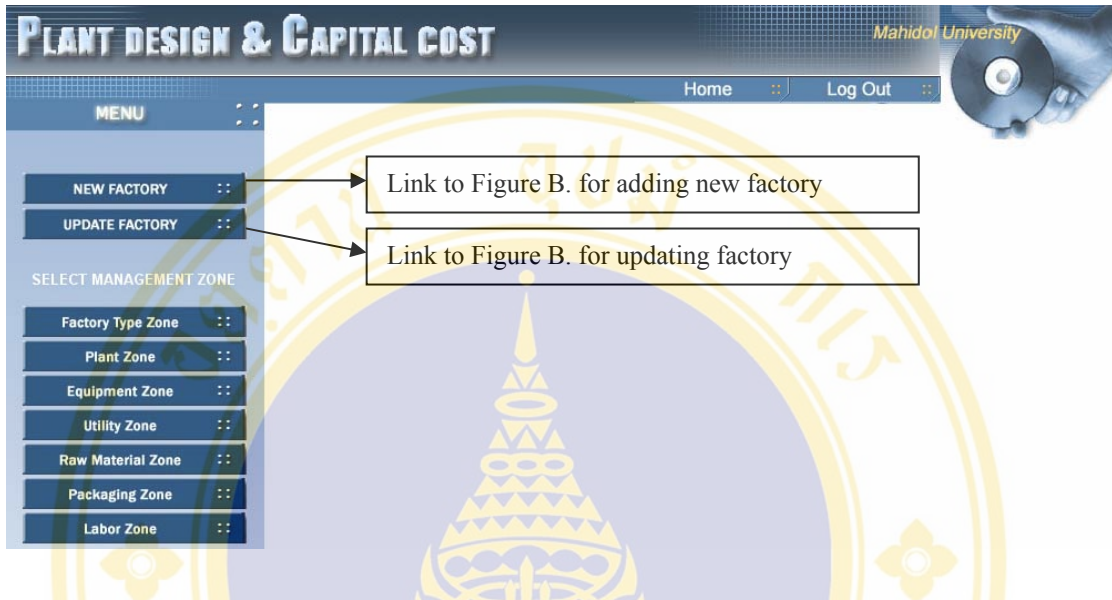 PLANT DESIGN & CAPITAL COST
Mahidol University
Home :: Log Out ::
MENU
NEW FACTORY ::
Link to Figure B. for adding new factory
UPDATE FACTORY ::
Link to Figure B. for updating factory
SELECT MANAGEMENT ZONE
Factory Type Zone ::
Plant Zone ::
Equipment Zone ::
Utility Zone ::
Raw Material Zone ::
Packaging Zone ::
Labor Zone ::